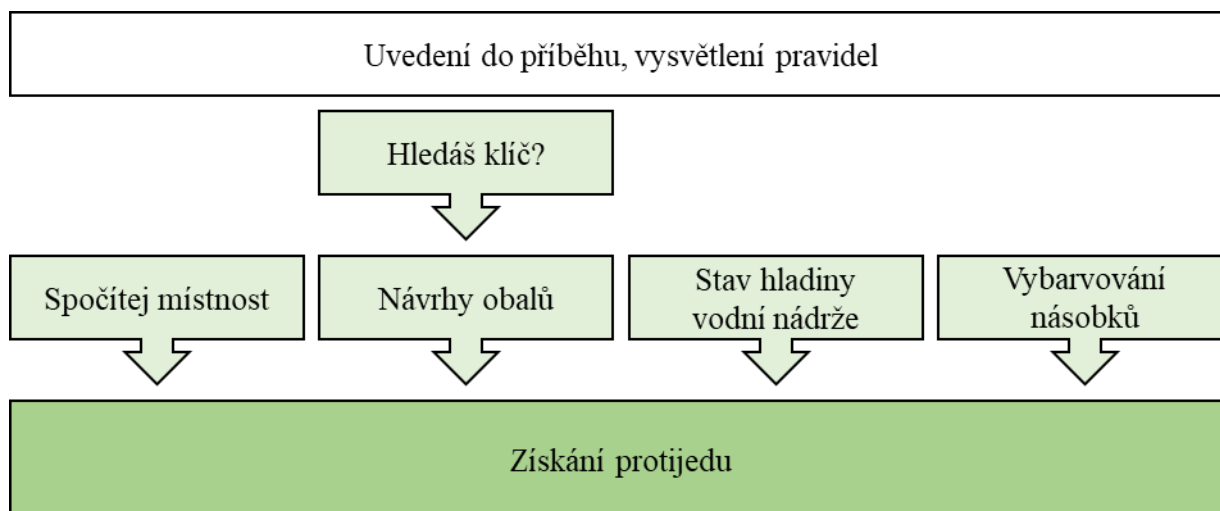 Uvedení do příběhu, vysvětlení pravidel
Hledáš klíč?
Spočítej místnost
Návrhy obalů
Stav hladiny
vodní nádrže
Vybarvování
násobků
Získání protijedu